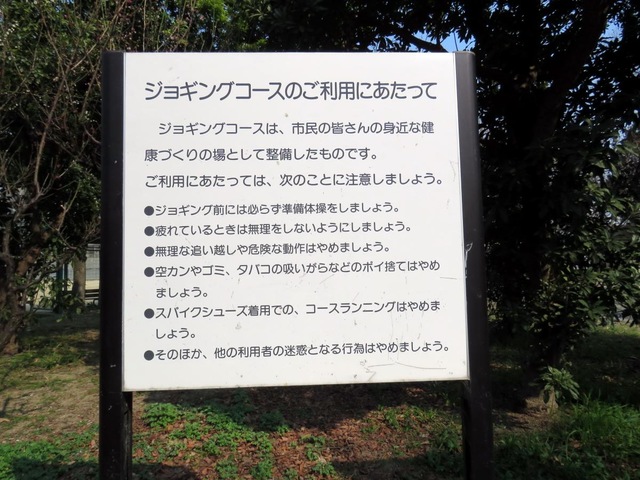 ジョギングコースのご利用にあたって
ジョギングコースは、市民の皆さんの身近な健
康づくりの場として整備したものです。
ご利用にあたっては、次のことに注意しましょう。
●ジョギング前には必らず準備体操をしましょう。
●疲れているときは無理をしないようにしましょう。
●無理な追い越しや危険な動作はやめましょう。
●空カンやゴミ、タバコの吸いがらなどのポイ捨てはやめ
ましょう。
●スパイクシューズ着用での、コースランニングはやめま
しょう。
●そのほか、他の利用者の迷惑となる行為はやめましょう。